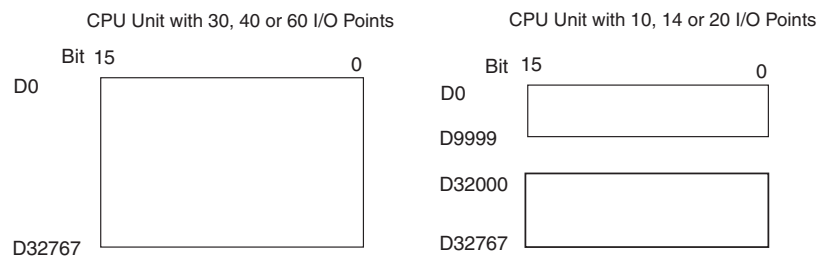 CPU Unit with 30, 40 or 60 I/O Points
Bit 15 0
D0
D32767
CPU Unit with 10, 14 or 20 I/O Points
Bit 15 0
D0
D9999
D32000
D32767